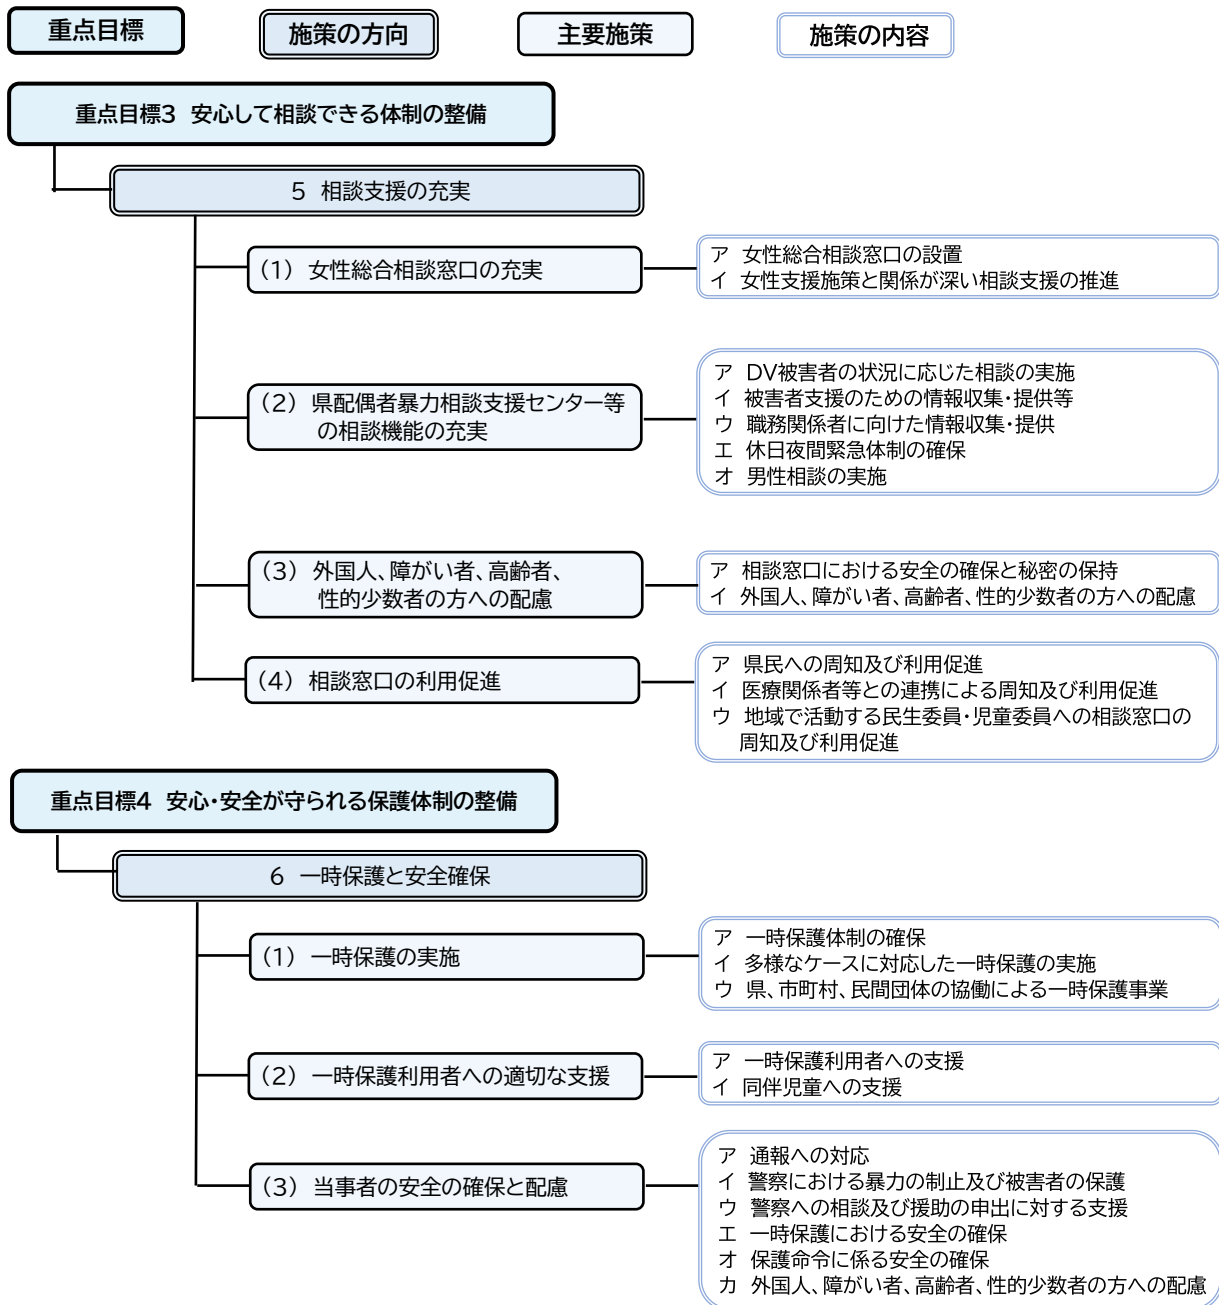 重点目標 施策の方向 主要施策 施策の内容
重点目標3 安心して相談できる体制の整備
5 相談支援の充実
(1) 女性総合相談窓口の充実
ア 女性総合相談窓口の設置
イ 女性支援施策と関係が深い相談支援の推進
(2) 県配偶者暴力相談支援センター等
の相談機能の充実
ア DV被害者の状況に応じた相談の実施
イ 被害者支援のための情報収集・提供等
ウ 職務関係者に向けた情報収集・提供
エ 休日夜間緊急体制の確保
オ 男性相談の実施
(3) 外国人、障がい者、高齢者、
性的少数者の方への配慮
ア 相談窓口における安全の確保と秘密の保持
イ 外国人、障がい者、高齢者、性的少数者の方への配慮
(4) 相談窓口の利用促進
ア 県民への周知及び利用促進
イ 医療関係者等との連携による周知及び利用促進
ウ 地域で活動する民生委員・児童委員への相談窓口の
周知及び利用促進
重点目標4 安心・安全が守られる保護体制の整備
6 一時保護と安全確保
(1) 一時保護の実施
ア 一時保護体制の確保
イ 多様なケースに対応した一時保護の実施
ウ 県、市町村、民間団体の協働による一時保護事業
(2) 一時保護利用者への適切な支援
ア 一時保護利用者への支援
イ 同伴児童への支援
(3) 当事者の安全の確保と配慮
ア 通報への対応
イ 警察における暴力の制止及び被害者の保護
ウ 警察への相談及び援助の申出に対する支援
エ 一時保護における安全の確保
オ 保護命令に係る安全の確保
カ 外国人、障がい者、高齢者、性的少数者の方への配慮